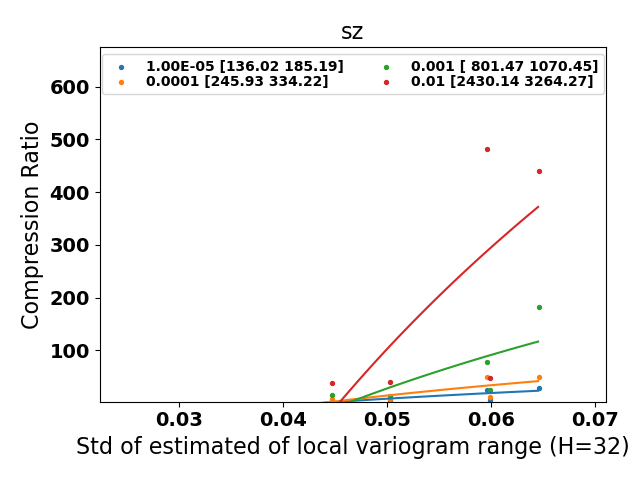 sz
1.00E-05 [136.02 185.19]
0.0001 [245.93 334.22]
0.001 [ 801.47 1070.45]
0.01 [2430.14 3264.27]
Compression Ratio
600
500
400
300
200
100
0.03 0.04 0.05 0.06 0.07
Std of estimated of local variogram range (H=32)